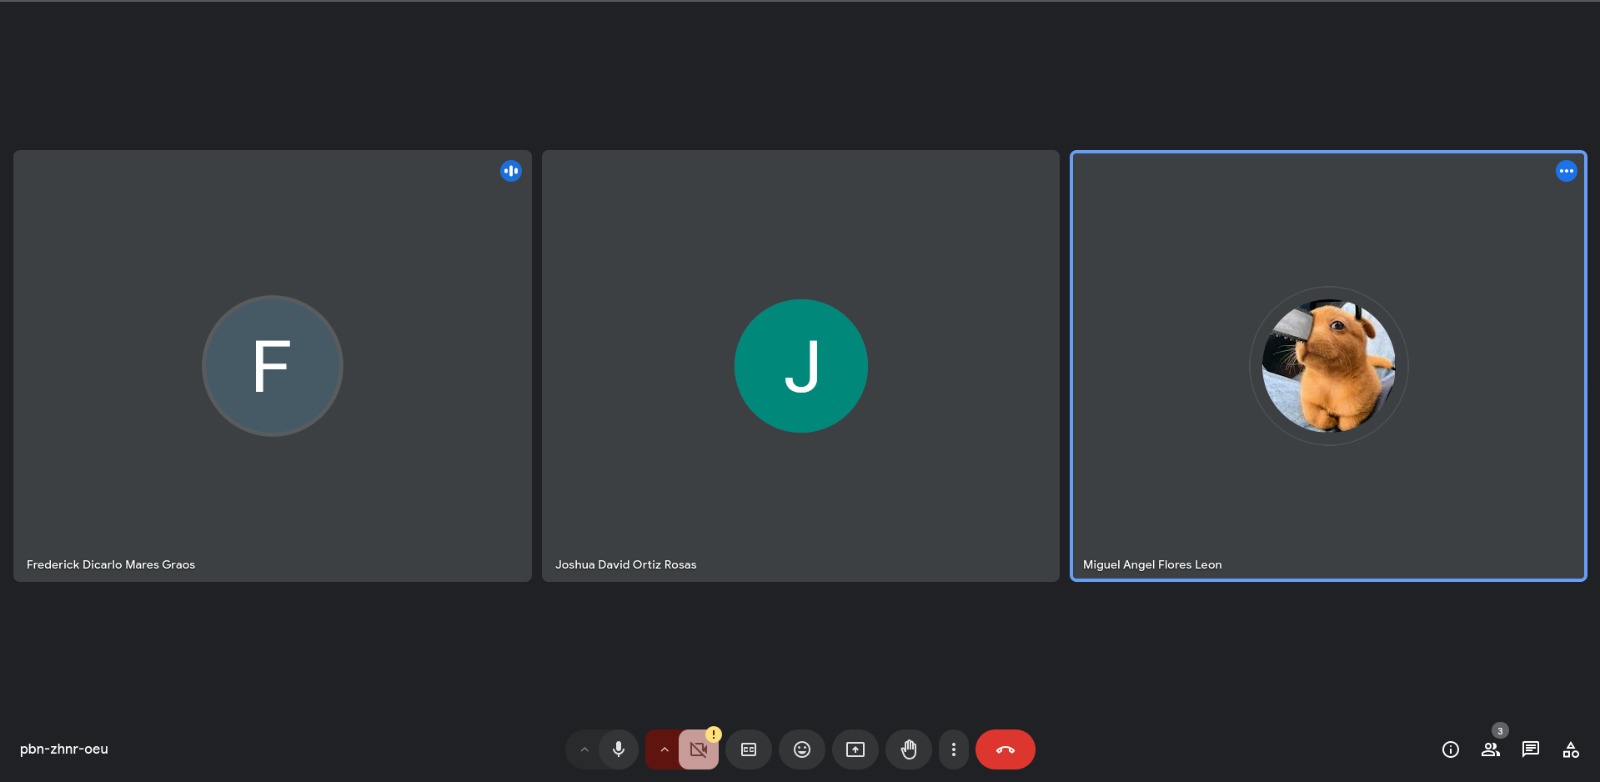 F
J
Frederick Dicarlo Mares Graos
Joshua David Ortiz Rosas
Miguel Angel Flores Leon
pbn-zhnr-oeu
!
3